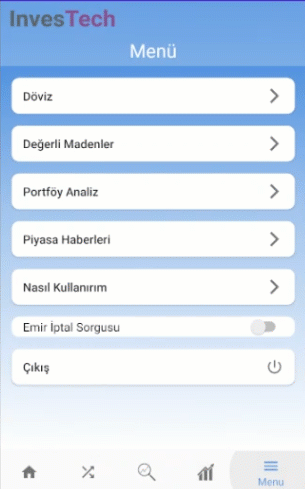 InvesTech
Menü
Döviz
Değerli Madenler
Portföy Analiz
Piyasa Haberleri
Nasıl Kullanırım
Emir İptal Sorgusu
Çıkış
Menu